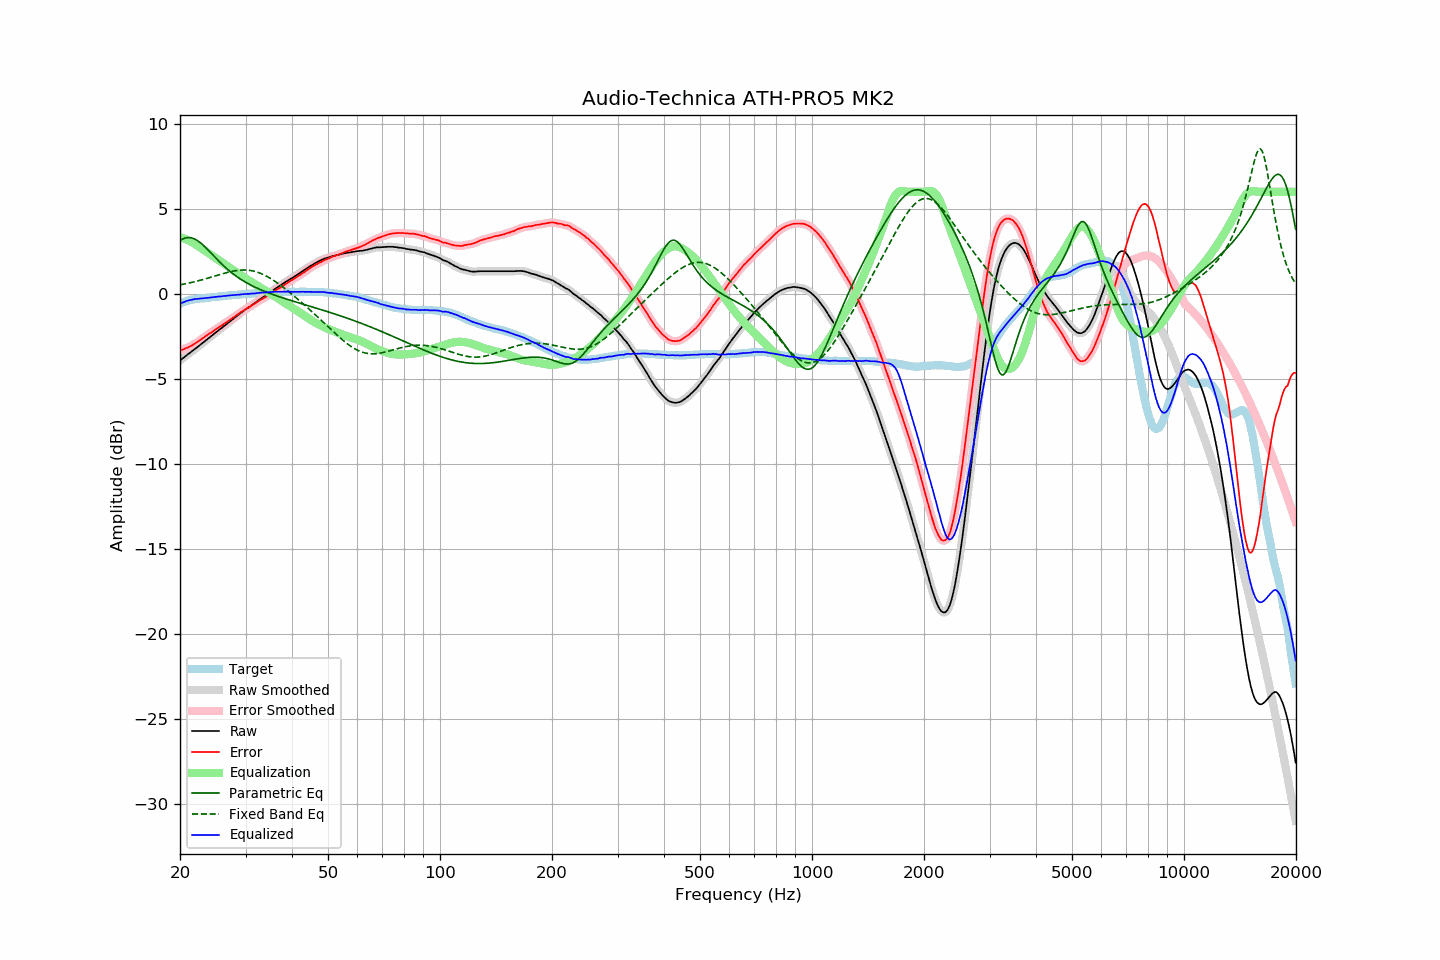 Audio-Technica ATH-PRO5 MK2
10
5
0
−5
−10
−15
−20
−25
−30
Amplitude (dBr)
Target
Raw Smoothed
Error Smoothed
Raw
Error
Equalization
Parametric Eq
Fixed Band Eq
Equalized
20 50 100 200 500 1000 2000 5000 10000 20000
Frequency (Hz)